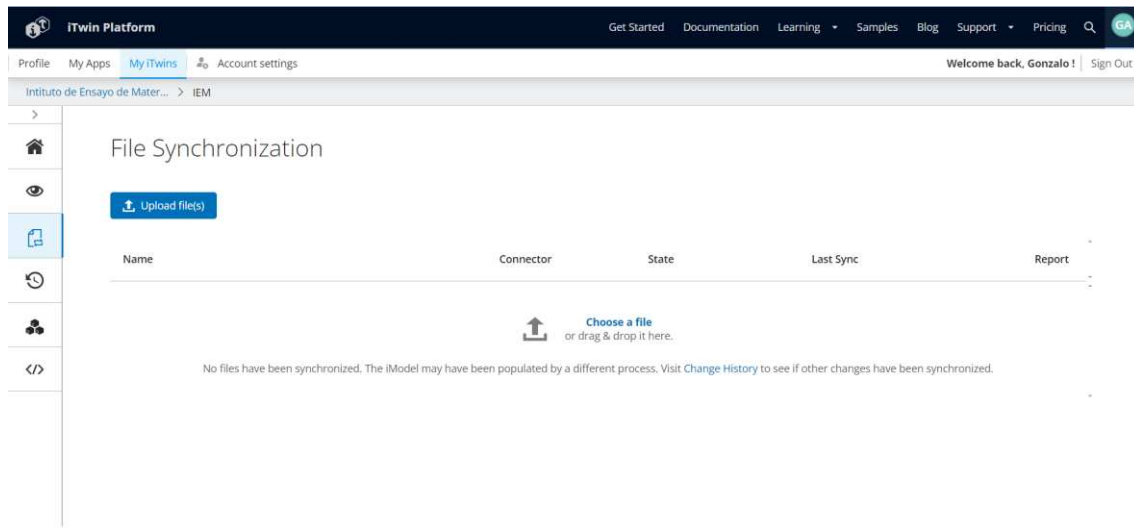 iTwin Platform
Get Started Documentation Learning Samples Blog Support Pricing GA
Profile My Apps My iTwins Account settings Welcome back, Gonzalo ! Sign Out
Intituto de Ensayo de Mater... > IEM
>
File Synchronization
Upload file(s)
Name Connector State Last Sync Report
Choose a file
or drag & drop it here.
</>
No files have been synchronized. The iModel may have been populated by a different process. Visit Change History to see if other changes have been synchronized.